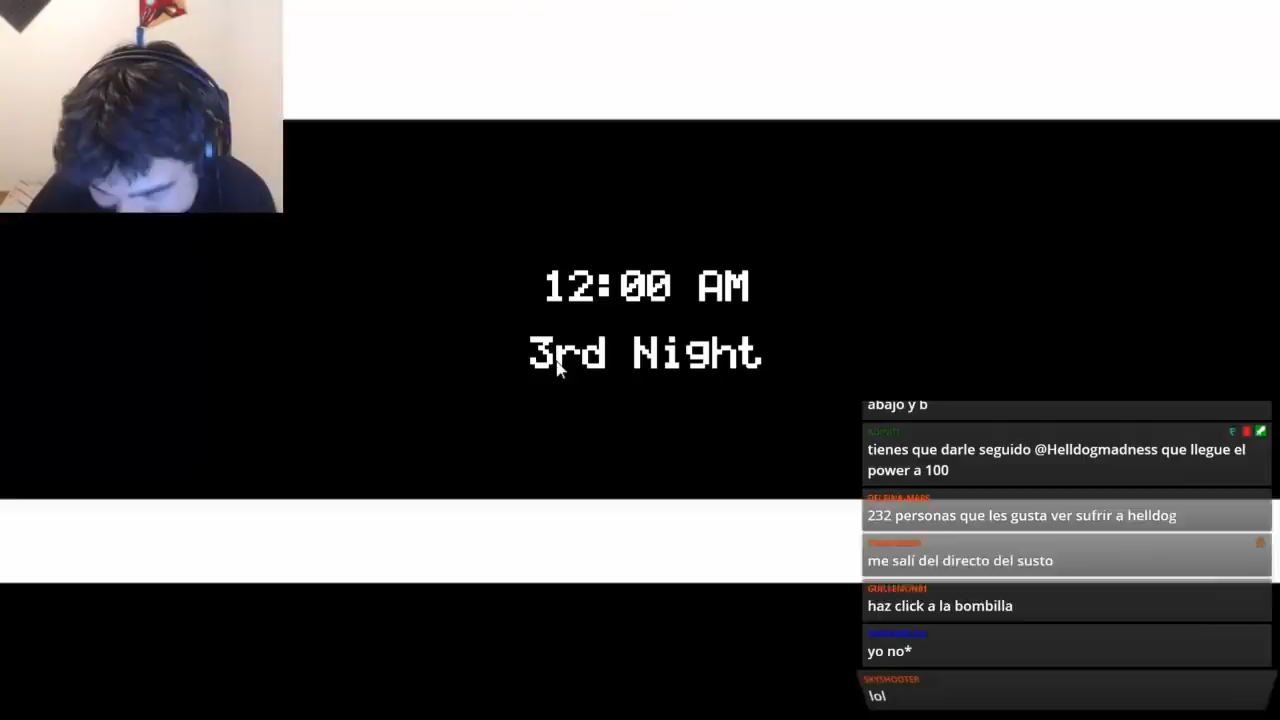 12:00 AM
3rd Night
abajo y b
tienes que darle seguido @Helldogmadness que llegue el
power a 100
232 personas que les gusta ver sufrir a helldog
me salí del directo del susto
haz click a la bombilla
yo no*
SKYSHOOTER
lol